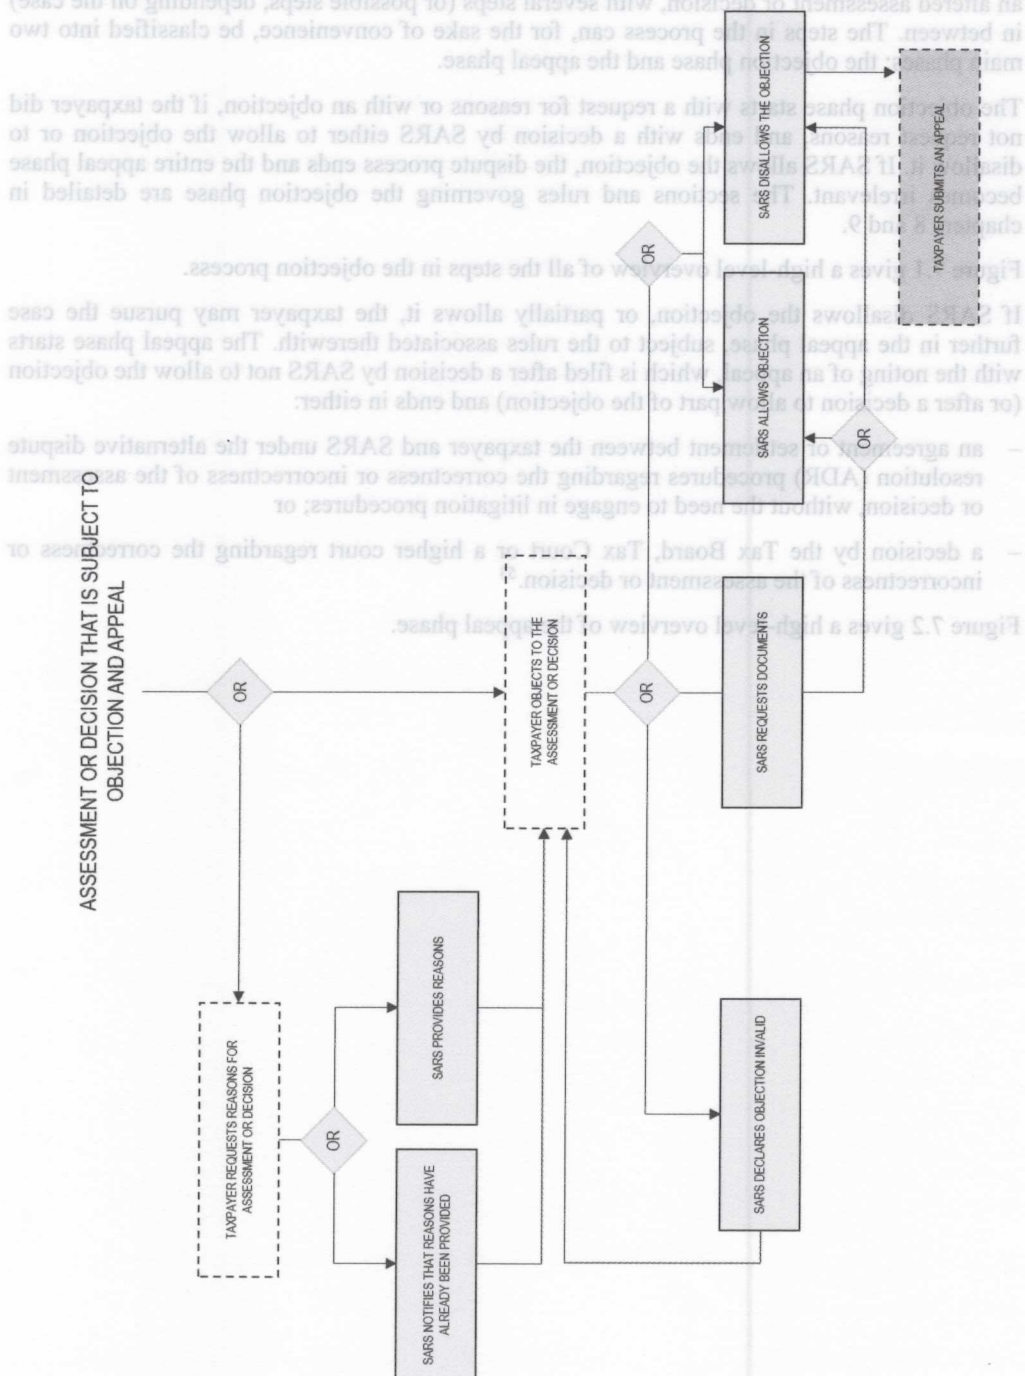 ASSESSMENT OR DECISION THAT IS SUBJECT TO
OBJECTION AND APPEAL
OR
TAXPAYER REQUESTS REASONS FOR
ASSESSMENT OR DECISION
OR
SARS NOTIFIES THAT REASONS HAVE
ALREADY BEEN PROVIDED
SARS PROVIDES REASONS
TAXPAYER OBJECTS TO THE
ASSESSMENT OR DECISION
OR
OR
SARS DECLARES OBJECTION INVALID
SARS REQUESTS DOCUMENTS
SARS ALLOWS OBJECTION
SARS DISALLOWS THE OBJECTION
OR
TAXPAYER SUBMITS AN APPEAL
an altered assessment or decision, with several steps (or possible steps, depending on the case)
in between. The steps in the process can, for the sake of convenience, be classified into two
main phases: the objection phase and the appeal phase.
The objection phase starts with a request for reasons or with an objection, if the taxpayer did
not request reasons, and ends with a decision by SARS either to allow the objection or to
disallow it. If SARS allows the objection, the dispute process ends and the entire appeal phase
becomes irrelevant. The sections and rules governing the objection phase are detailed in
chapters 8 and 9.
Figure 7.1 gives a high-level overview of all the steps in the objection process.
If SARS disallows the objection, or partially allows it, the taxpayer may pursue the case
further in the appeal phase, subject to the rules associated therewith. The appeal phase starts
with the noting of an appeal, which is filed after a decision by SARS not to allow the objection
(or after a decision to allow part of the objection) and ends in either:
– an agreement or settlement between the taxpayer and SARS under the alternative dispute
resolution (ADR) procedures regarding the correctness or incorrectness of the assessment
or decision, without the need to engage in litigation procedures; or
– a decision by the Tax Board, Tax Court or a higher court regarding the correctness or
incorrectness of the assessment or decision.
Figure 7.2 gives a high-level overview of the appeal phase.